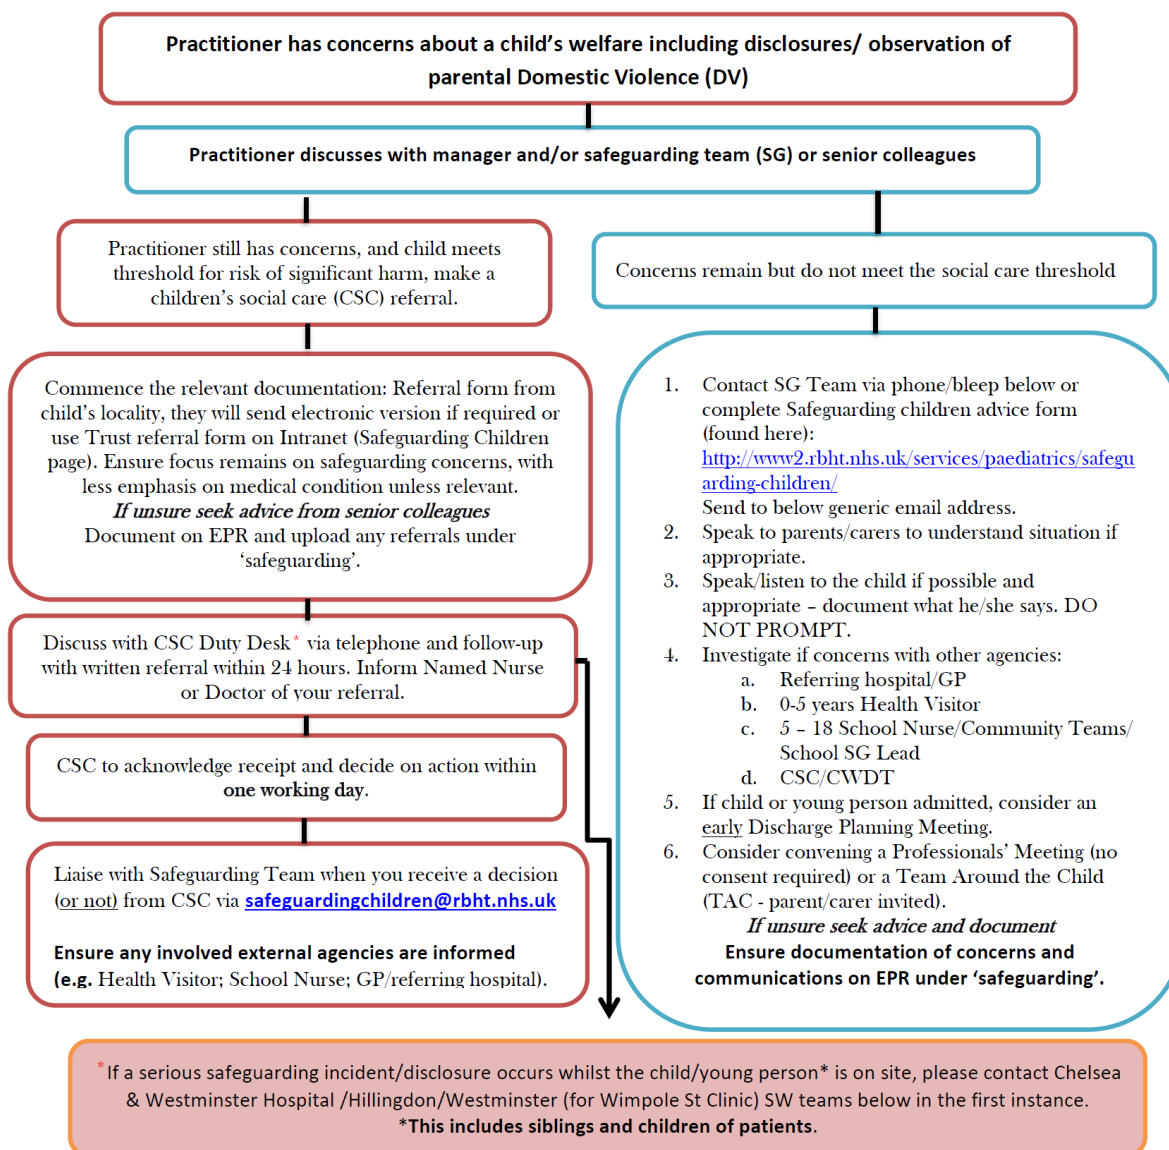 Practitioner has concerns about a child’s welfare including disclosures/ observation of
parental Domestic Violence (DV)
Practitioner discusses with manager and/or safeguarding team (SG) or senior colleagues
Practitioner still has concerns, and child meets
threshold for risk of significant harm, make a
children’s social care (CSC) referral.
Commence the relevant documentation: Referral form from
child’s locality, they will send electronic version if required or
use Trust referral form on Intranet (Safeguarding Children
page). Ensure focus remains on safeguarding concerns, with
less emphasis on medical condition unless relevant.
If unsure seek advice from senior colleagues
Document on EPR and upload any referrals under
‘safeguarding’.
Discuss with CSC Duty Desk* via telephone and follow-up
with written referral within 24 hours. Inform Named Nurse
or Doctor of your referral.
CSC to acknowledge receipt and decide on action within
one working day.
Liaise with Safeguarding Team when you receive a decision
(or not) from CSC via safeguardingchildren@rbht.nhs.uk
Ensure any involved external agencies are informed
(e.g. Health Visitor; School Nurse; GP/referring hospital).
Concerns remain but do not meet the social care threshold
1. Contact SG Team via phone/bleep below or
complete Safeguarding children advice form
(found here):
http://www2.rbht.nhs.uk/services/paediatrics/safegu
arding-children/
Send to below generic email address.
2. Speak to parents/carers to understand situation if
appropriate.
3. Speak/listen to the child if possible and
appropriate – document what he/she says. DO
NOT PROMPT.
4. Investigate if concerns with other agencies:
a. Referring hospital/GP
b. 0-5 years Health Visitor
c. 5 – 18 School Nurse/Community Teams/
School SG Lead
d. CSC/CWDT
5. If child or young person admitted, consider an
early Discharge Planning Meeting.
6. Consider convening a Professionals’ Meeting (no
consent required) or a Team Around the Child
(TAC - parent/carer invited).
If unsure seek advice and document
Ensure documentation of concerns and
communications on EPR under ‘safeguarding’.
*If a serious safeguarding incident/disclosure occurs whilst the child/young person* is on site, please contact Chelsea
& Westminster Hospital /Hillingdon/Westminster (for Wimpole St Clinic) SW teams below in the first instance.
*This includes siblings and children of patients.